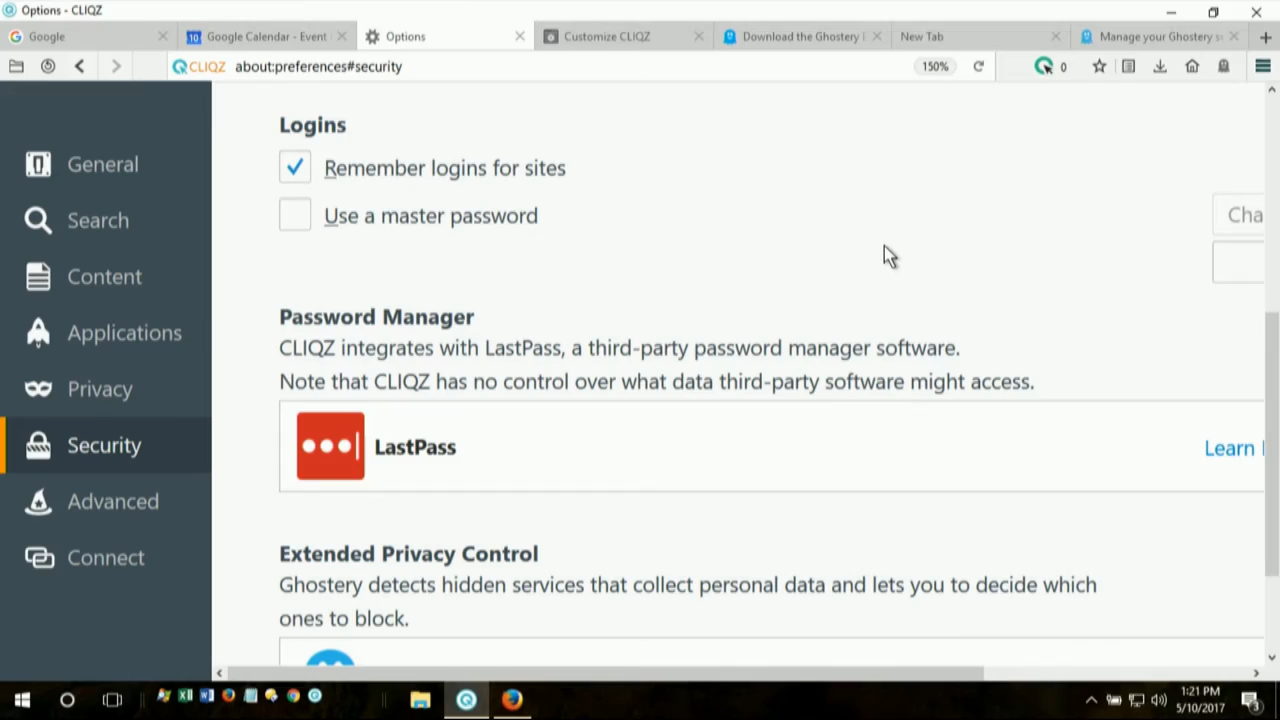 Options - CLIQZ
Google
10 Google Calendar - Event
Options
Customize CLIQZ
Download the Ghostery
New Tab
Manage your Ghostery s
CLIQZ about:preferences#security
150%
0
General
Search
Content
Applications
Privacy
Security
Advanced
Connect
Logins
Remember logins for sites
Use a master password
Cha
Password Manager
CLIQZ integrates with LastPass, a third-party password manager software.
Note that CLIQZ has no control over what data third-party software might access.
LastPass
Learn
Extended Privacy Control
Ghostery detects hidden services that collect personal data and lets you to decide which
ones to block.
1:21 PM
5/10/2017
3